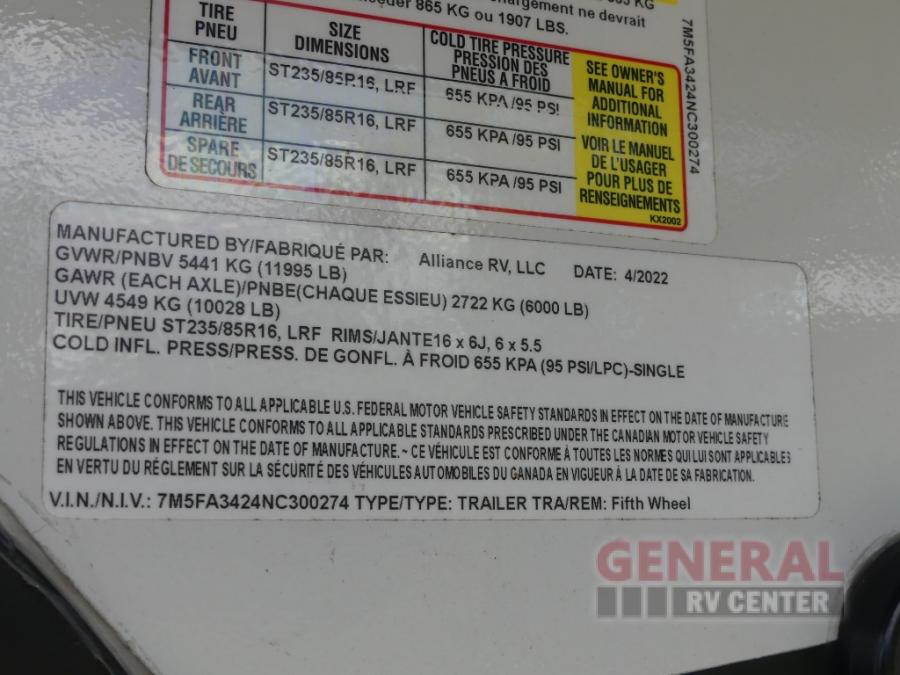 chargement ne devrait
865 KG ou 1907 LBS.
TIRE PNEU
SIZE DIMENSIONS
COLD TIRE PRESSURE PRESSION DES PNEUS A FROID
SEE OWNER'S MANUAL FOR ADDITIONAL INFORMATION
VOIR LE MANUEL DE L'USAGER POUR PLUS DE RENSEIGNEMENTS
KX2002
FRONT AVANT
ST235/85R16, LRF
655 KPA /95 PSI
REAR ARRIÈRE
ST235/85R16, LRF
655 KPA /95 PSI
SPARE DE SECOURS
ST235/85R16, LRF
655 KPA /95 PSI
7M5FA3424NC300274
MANUFACTURED BY/FABRIQUÉ PAR: Alliance RV, LLC DATE: 4/2022
GVWR/PNBV 5441 KG (11995 LB)
GAWR (EACH AXLE)/PNBE(CHAQUE ESSIEU) 2722 KG (6000 LB)
UVW 4549 KG (10028 LB)
TIRE/PNEU ST235/85R16, LRF RIMS/JANTE16 x 6J, 6 x 5.5
COLD INFL. PRESS/PRESS. DE GONFL. À FROID 655 KPA (95 PSI/LPC)-SINGLE
THIS VEHICLE CONFORMS TO ALL APPLICABLE U.S. FEDERAL MOTOR VEHICLE SAFETY STANDARDS IN EFFECT ON THE DATE OF MANUFACTURE
SHOWN ABOVE. THIS VEHICLE CONFORMS TO ALL APPLICABLE STANDARDS PRESCRIBED UNDER THE CANADIAN MOTOR VEHICLE SAFETY
REGULATIONS IN EFFECT ON THE DATE OF MANUFACTURE. ~ CE VÉHICULE EST CONFORME À TOUTES LES NORMES QUI LUI SONT APPLICABLES
EN VERTU DU RÉGLEMENT SUR LA SÉCURITÉ DES VÉHICULES AUTOMOBILES DU CANADA EN VIGUEUR À LA DATE DE SA FABRICATION.
V.I.N./N.I.V.: 7M5FA3424NC300274 TYPE/TYPE: TRAILER TRA/REM: Fifth Wheel
GENERAL
RV CENTER